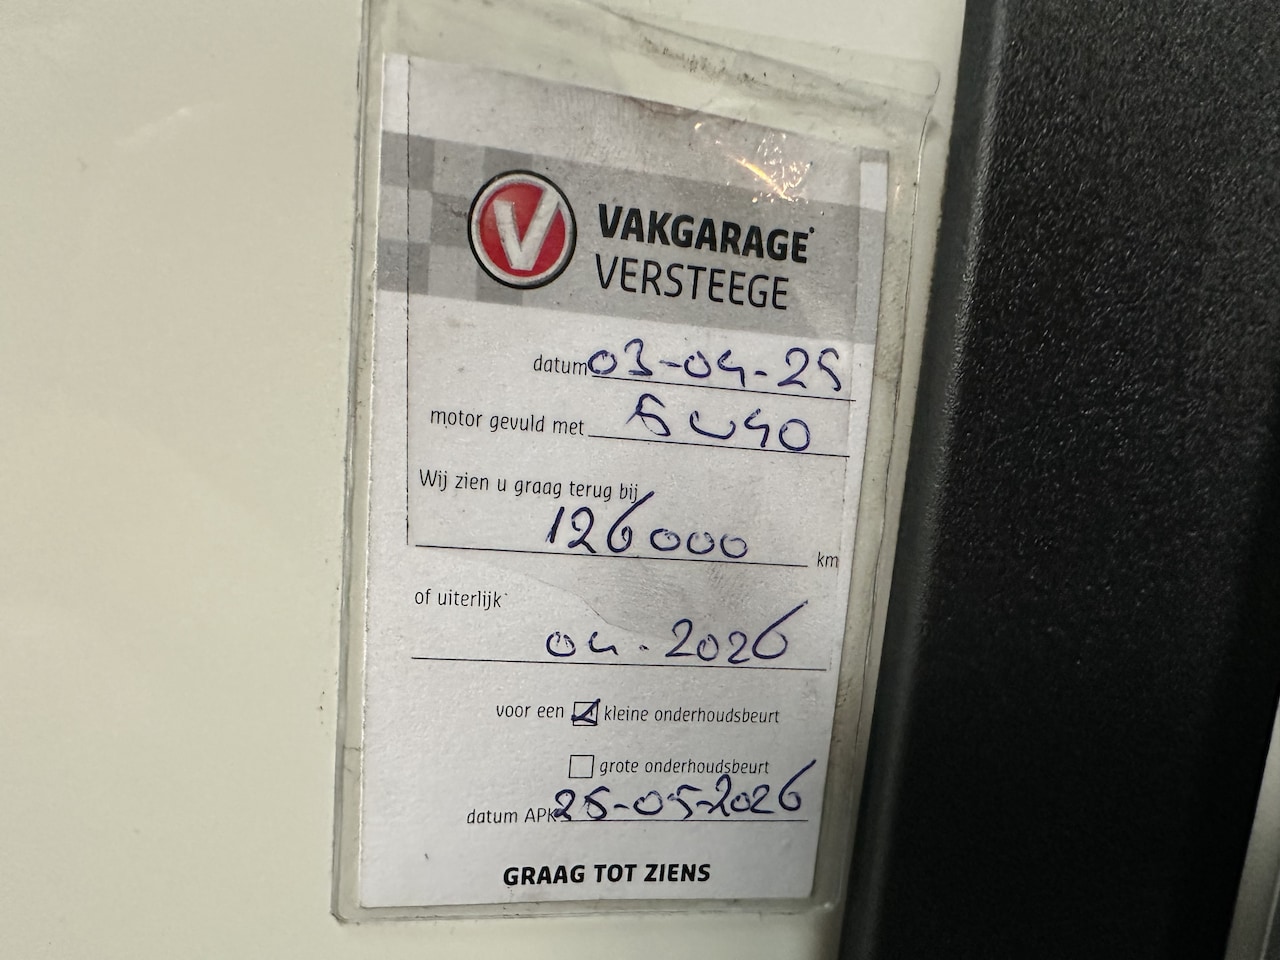 V
VAKGARAGE
VERSTEEGE
datum 03-04-25
motor gevuld met 5W40
Wij zien u graag terug bij
126000 km
of uiterlijk
04.2026
voor een kleine onderhoudsbeurt
grote onderhoudsbeurt
datum APK 25-05-2026
GRAAG TOT ZIENS